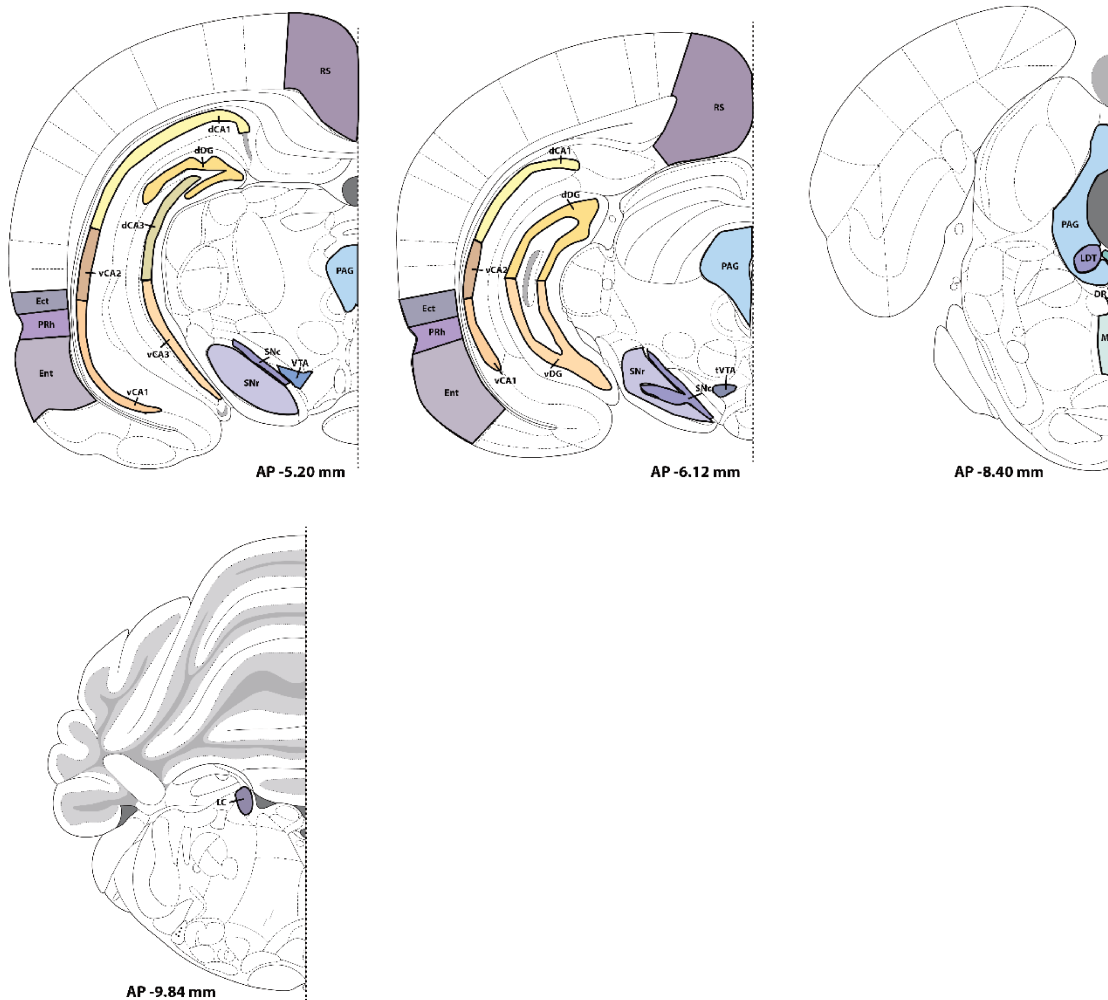 RS
dCA1
dDG
dCA3
vCA2
PAG
Ect
PRh
SNc
VTA
vCA3
SNr
Ent
vCA1
AP -5.20 mm
RS
dCA1
dDG
PAG
vCA2
Ect
PRh
SNr
tVTA
SNc
vCA1
vDG
Ent
AP -6.12 mm
PAG
LDT
DR
M
AP -8.40 mm
LC
AP -9.84 mm